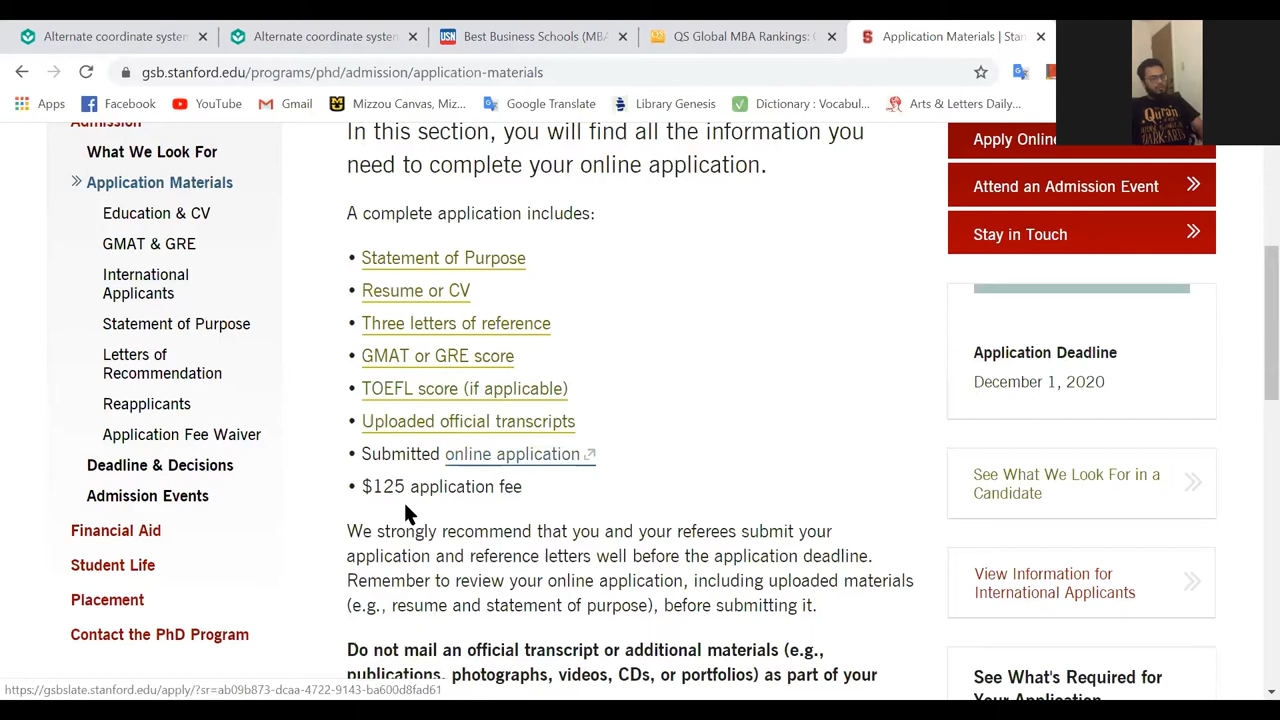 Alternate coordinate system
Alternate coordinate system
USN
Best Business Schools (MBA
QS Global MBA Rankings:
Application Materials | Stan
gsb.stanford.edu/programs/phd/admission/application-materials
Apps
Facebook
YouTube
Gmail
Mizzou Canvas, Miz...
Google Translate
Library Genesis
Dictionary : Vocabul...
Arts & Letters Daily...
Quran
DARK-ARTS
Admission
What We Look For
Application Materials
Education & CV
GMAT & GRE
International
Applicants
Statement of Purpose
Letters of
Recommendation
Reapplicants
Application Fee Waiver
Deadline & Decisions
Admission Events
Financial Aid
Student Life
Placement
Contact the PhD Program
In this section, you will find all the information you
need to complete your online application.
A complete application includes:
• Statement of Purpose
• Resume or CV
• Three letters of reference
• GMAT or GRE score
• TOEFL score (if applicable)
• Uploaded official transcripts
• Submitted online application
• $125 application fee
We strongly recommend that you and your referees submit your
application and reference letters well before the application deadline.
Remember to review your online application, including uploaded materials
(e.g., resume and statement of purpose), before submitting it.
Do not mail an official transcript or additional materials (e.g.,
publications, photographs, videos, CDs, or portfolios) as part of your
Apply Online
Attend an Admission Event
Stay in Touch
Application Deadline
December 1, 2020
See What We Look For in a
Candidate
View Information for
International Applicants
See What's Required for
Your Application
https://gsbslate.stanford.edu/apply/?sr=ab09b873-dcaa-4722-9143-ba600d8fad61